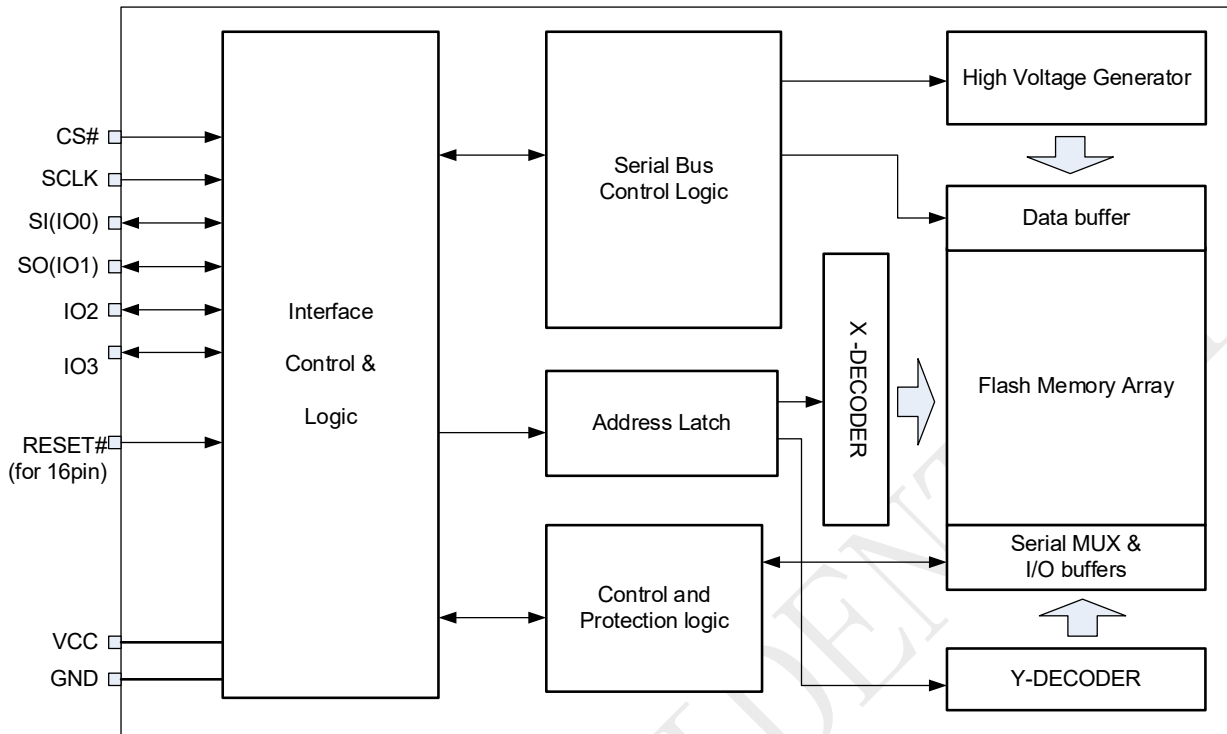 CS#
SCLK
SI(IO0)
SO(IO1)
IO2
IO3
RESET#
(for 16pin)
VCC
GND
Interface
Control &
Logic
Serial Bus
Control Logic
Address Latch
Control and
Protection logic
X -DECODER
High Voltage Generator
Data buffer
Flash Memory Array
Serial MUX &
I/O buffers
Y-DECODER